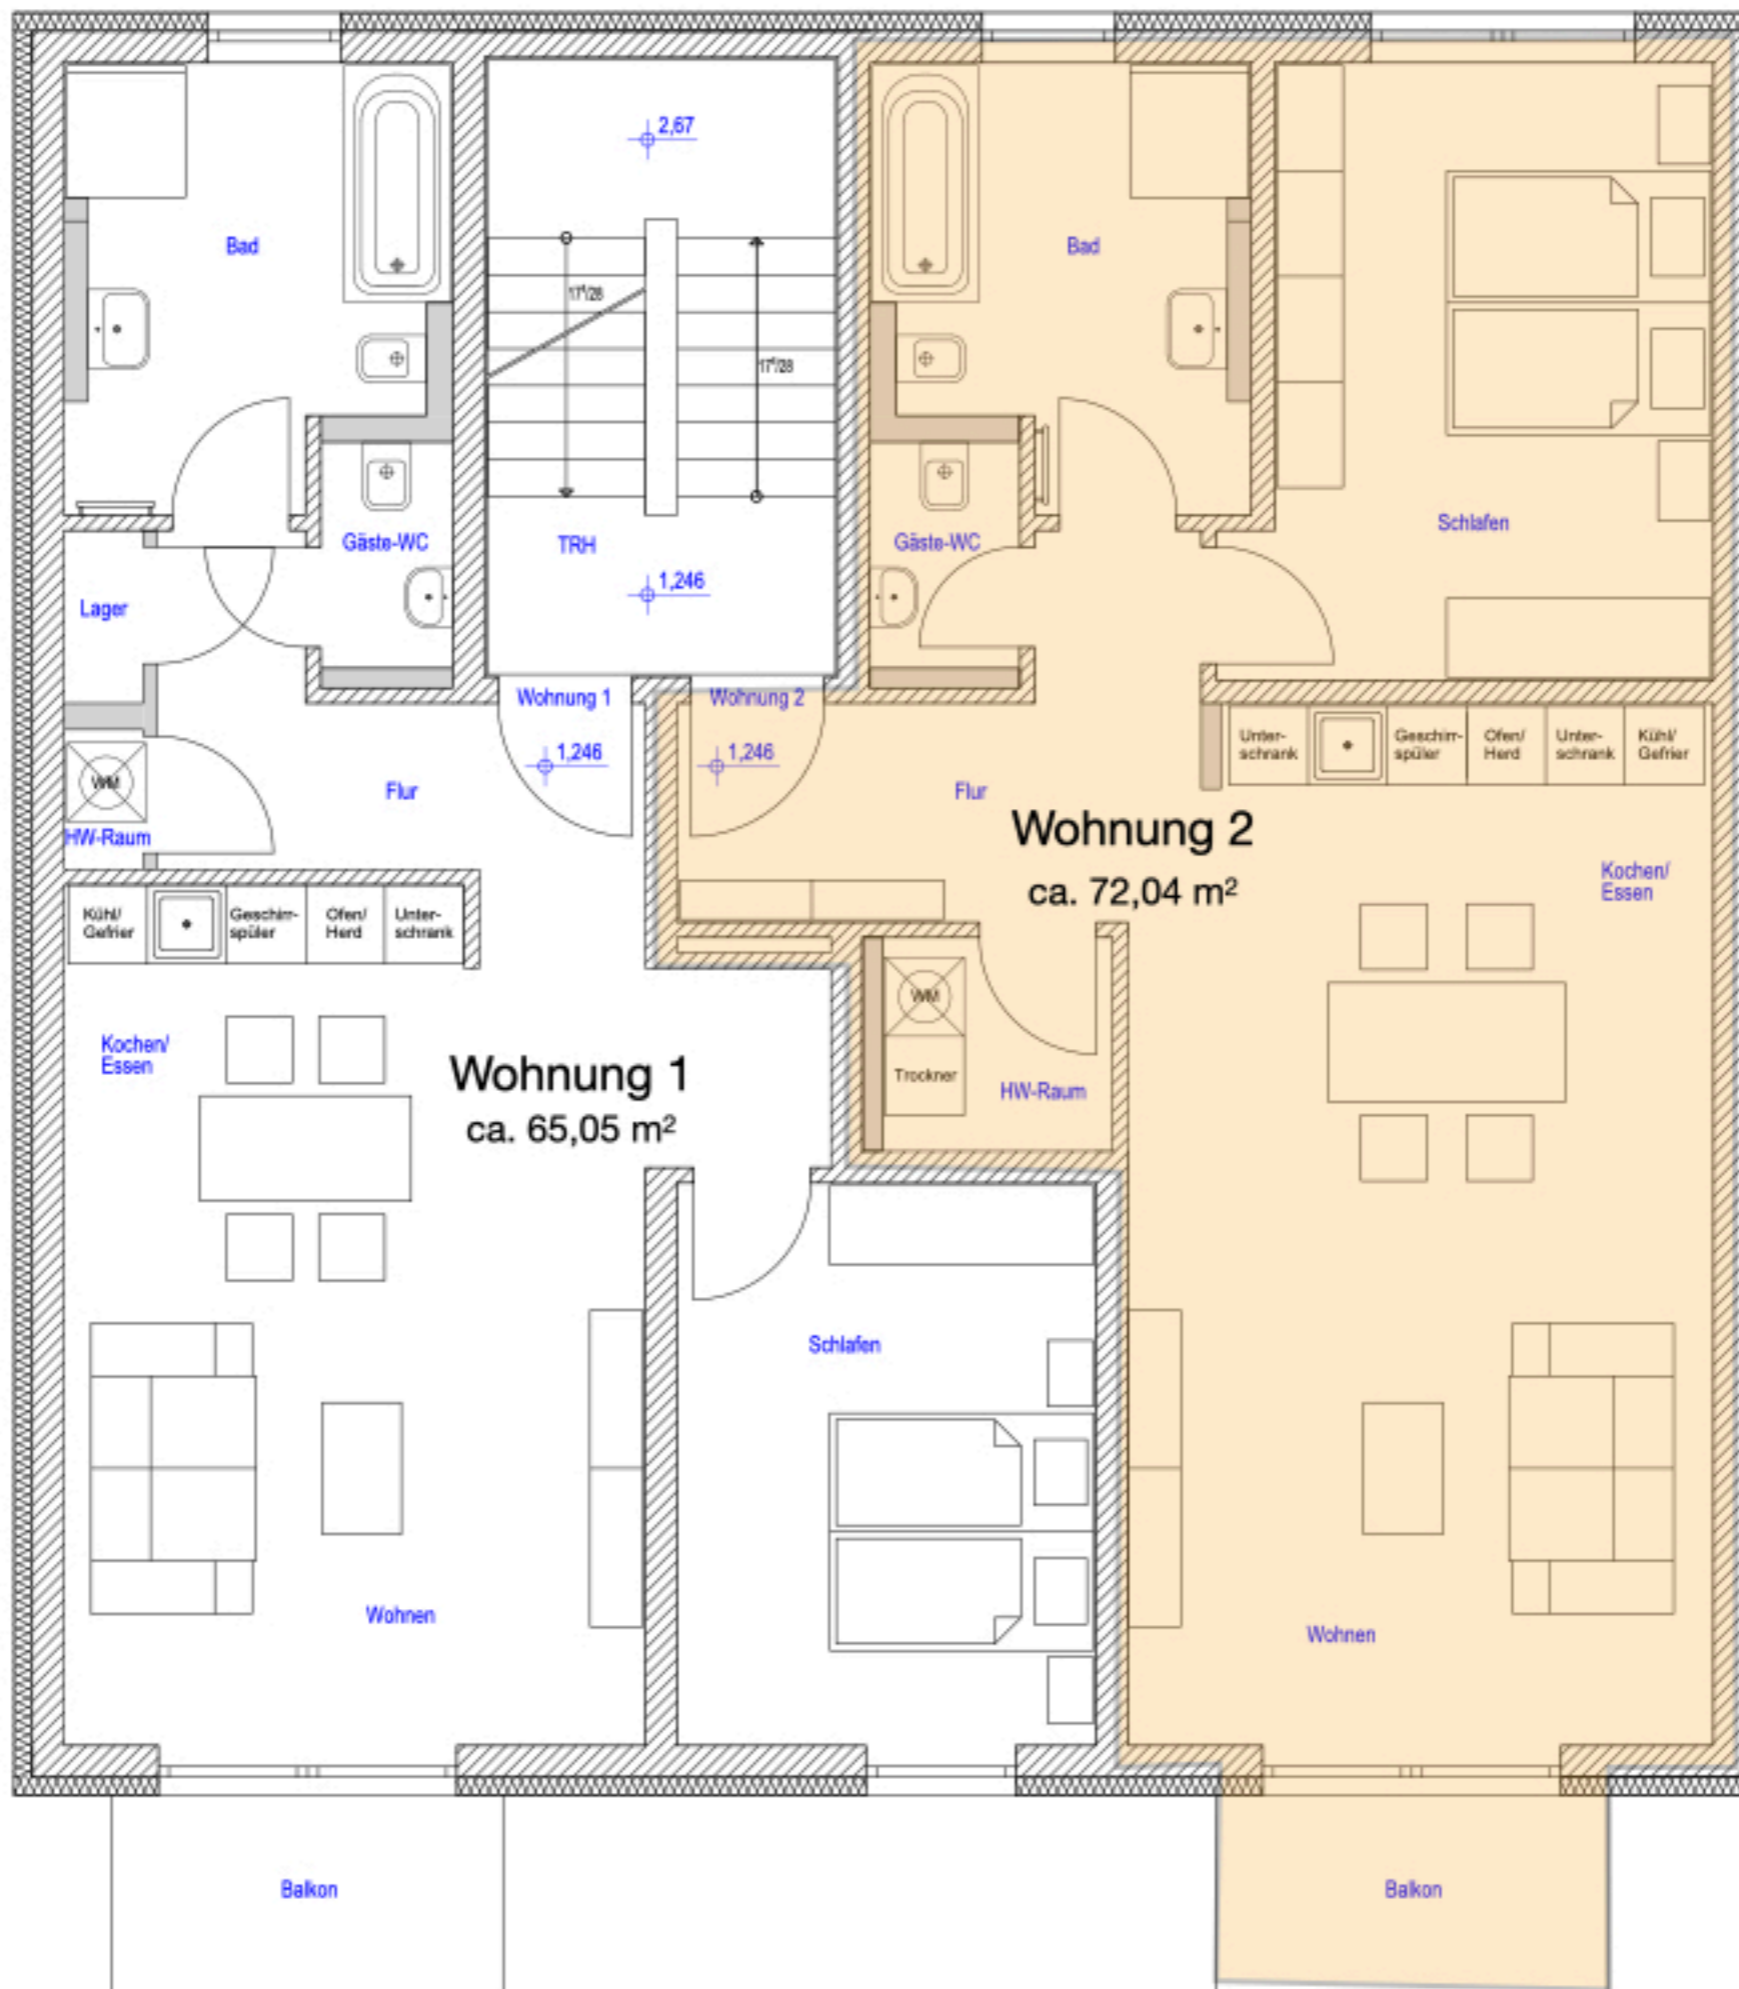 2,67
Bad
Bad
17⁶/28
17⁶/28
Schlafen
Gäste-WC
TRH
Gäste-WC
1,246
Lager
Wohnung 1
Wohnung 2
1,246
1,246
Unter-
schrank
Geschirr-
spüler
Ofen/
Herd
Unter-
schrank
Kühl/
Gefrier
WM
HW-Raum
Flur
Flur
Wohnung 2
ca. 72,04 m²
Kochen/
Essen
Kühl/
Gefrier
Geschirr-
spüler
Ofen/
Herd
Unter-
schrank
WM
Trockner
HW-Raum
Kochen/
Essen
Wohnung 1
ca. 65,05 m²
Schlafen
Wohnen
Wohnen
Balkon
Balkon